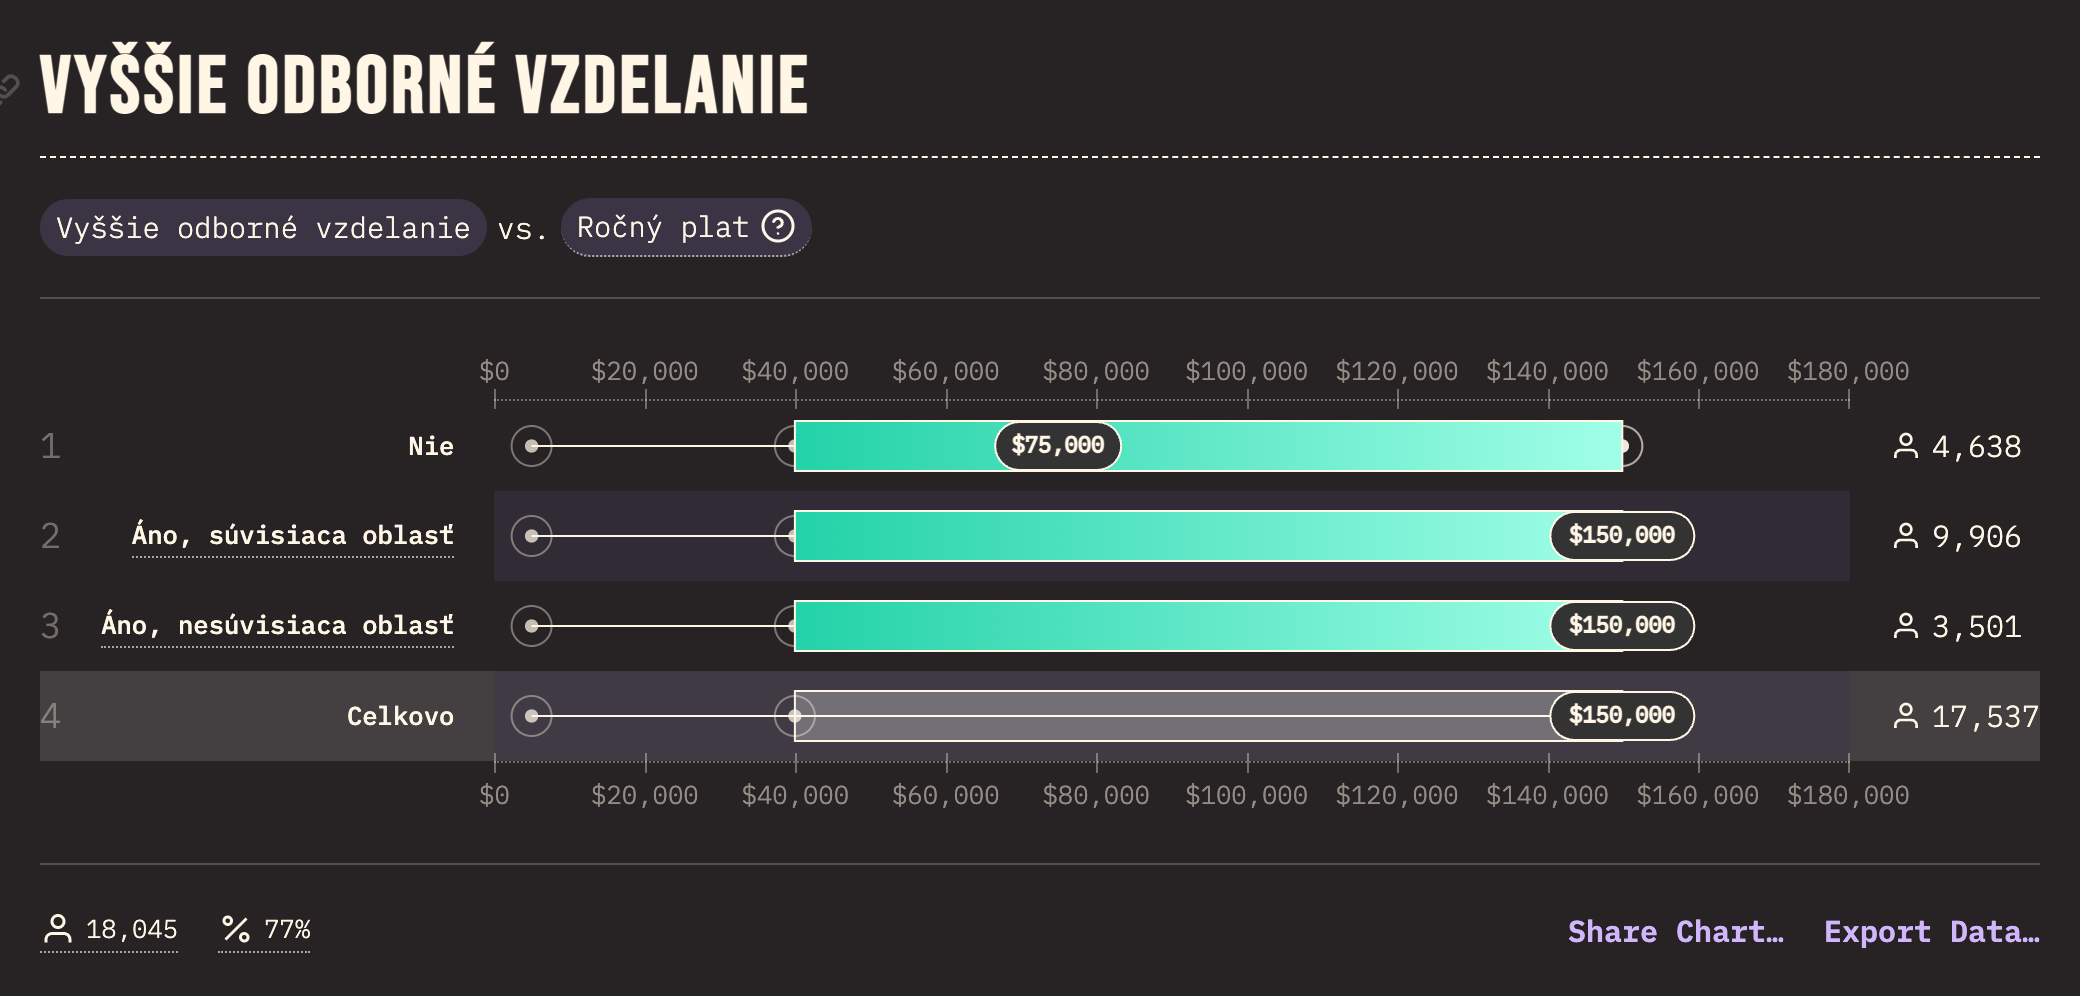 VYŠŠIE ODBORNÉ VZDELANIE
Vyššie odborné vzdelanie vs. Ročný plat ?
$0 $20,000 $40,000 $60,000 $80,000 $100,000 $120,000 $140,000 $160,000 $180,000
1 Nie $75,000 4,638
2 Áno, súvisiaca oblasť $150,000 9,906
3 Áno, nesúvisiaca oblasť $150,000 3,501
4 Celkovo $150,000 17,537
$0 $20,000 $40,000 $60,000 $80,000 $100,000 $120,000 $140,000 $160,000 $180,000
18,045 % 77% Share Chart… Export Data…